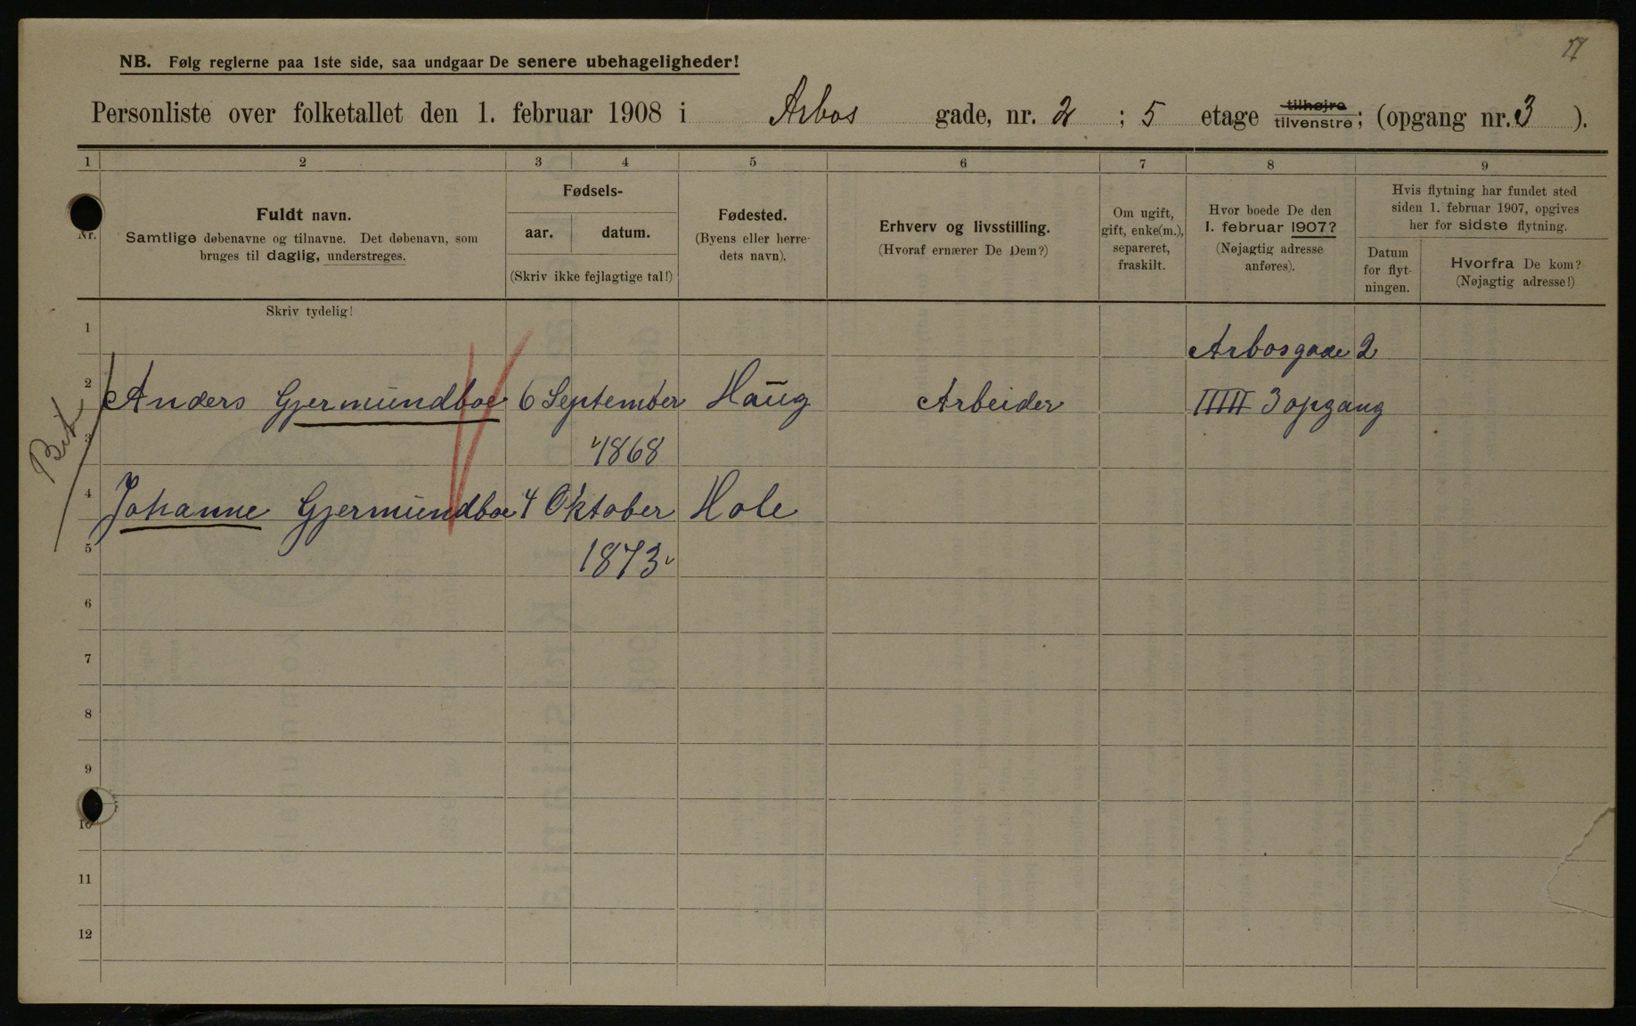 17
NB. Følg reglerne paa 1ste side, saa undgaar De senere ubehageligheder!
Personliste over folketallet den 1. februar 1908 i Arbos gade, nr. 2 ; 5 etage tilhøjre tilvenstre; (opgang nr. 3 ).
1 2 3 4 5 6 7 8 9
Nr.
Fuldt navn.
Samtlige døbenavne og tilnavne. Det døbenavn, som
bruges til daglig, understreges.
Fødsels-
aar. datum.
(Skriv ikke fejlagtige tal!)
Fødested.
(Byens eller herre-
dets navn).
Erhverv og livsstilling.
(Hvoraf ernærer De Dem?)
Om ugift,
gift, enke(m.),
separeret,
fraskilt.
Hvor boede De den
1. februar 1907?
(Nøjagtig adresse
anføres).
Hvis flytning har fundet sted
siden 1. februar 1907, opgives
her for sidste flytning.
Datum
for flyt-
ningen.
Hvorfra De kom?
(Nøjagtig adresse!)
Skriv tydelig!
1
Arbosgade 2
2 Anders Gjermundboe 6 September Haug Arbeider IIIII 3 opgang
3 1868
4 Johanne Gjermundboe 4 Oktober Hole
5 1873
6
7
8
9
10
11
12